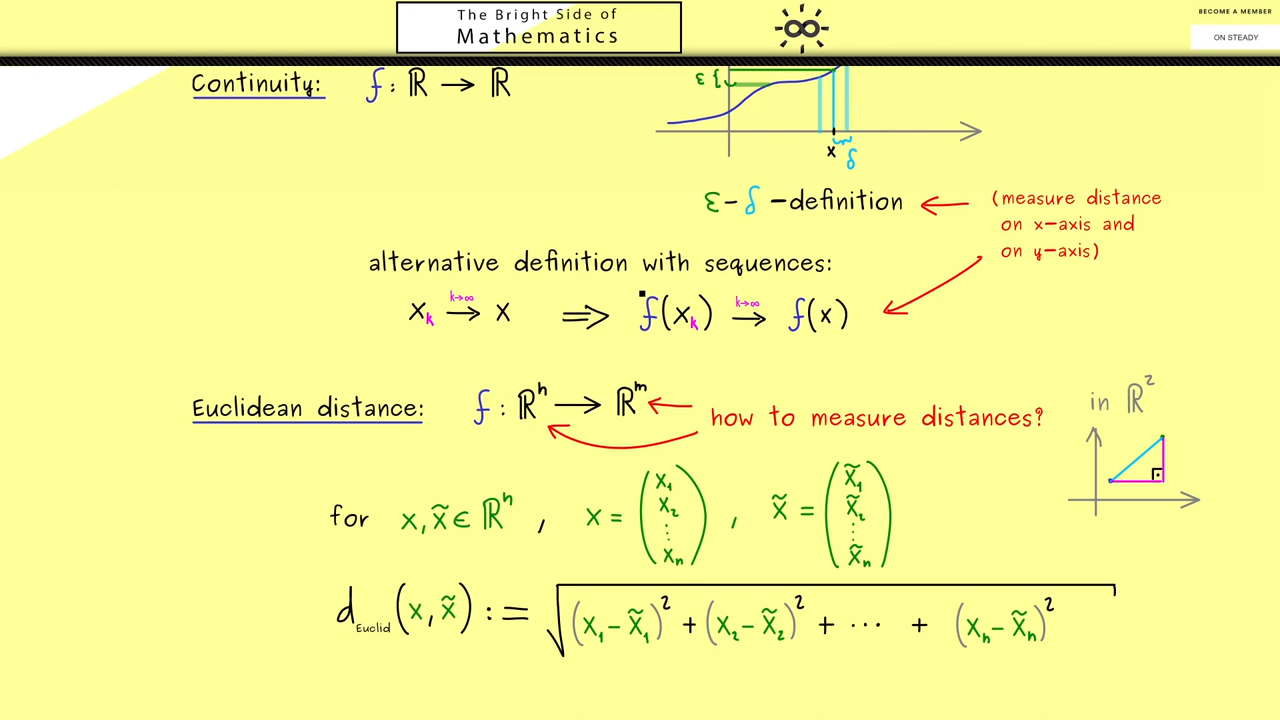 The Bright Side of
Mathematics
BECOME A MEMBER
ON STEADY
Continuity: f : ℝ → ℝ
ε {
x
δ
ε-δ-definition
(measure distance
on x-axis and
on y-axis)
alternative definition with sequences:
xₖ →(k→∞) x ⟹ f(xₖ) →(k→∞) f(x)
Euclidean distance: f : ℝⁿ → ℝᵐ
how to measure distances?
in ℝ²
for x, x̃ ∈ ℝⁿ , x = (x₁ x₂ ⋮ xₙ) , x̃ = (x̃₁ x̃₂ ⋮ x̃ₙ)
d_Euclid (x, x̃) := √((x₁ - x̃₁)² + (x₂ - x̃₂)² + ⋯ + (xₙ - x̃ₙ)²)